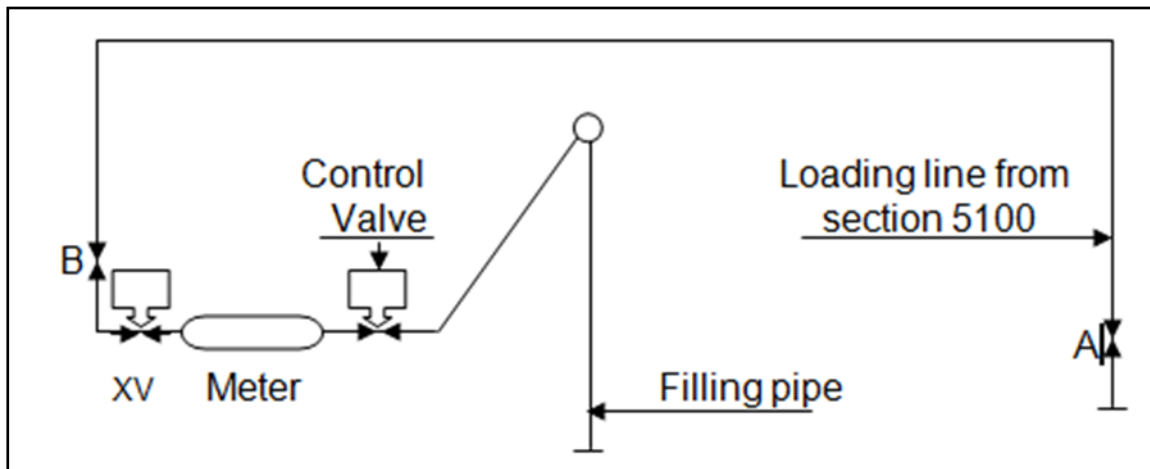 Control
Valve
Loading line from
section 5100
B
A
XV
Meter
Filling pipe